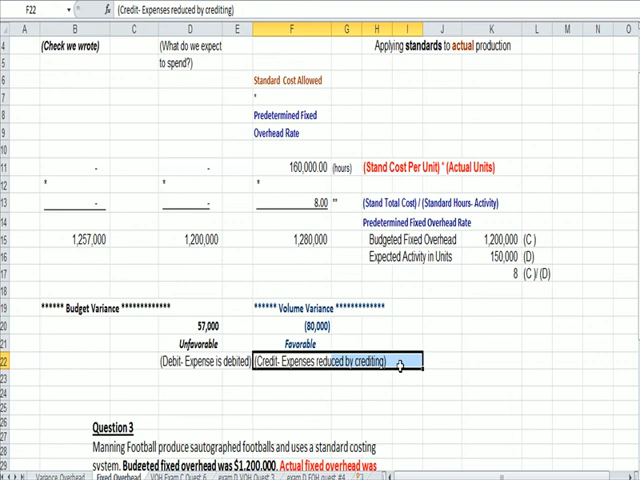 F22 fx (Credit- Expenses reduced by crediting)
B C D E F G H I J K L M N O
4 (Check we wrote) (What do we expect Applying standards to actual production
5 to spend?)
6 Standard Cost Allowed
7 *
8 Predetermined Fixed
9 Overhead Rate
10
11 - - 160,000.00 (hours) (Stand Cost Per Unit) * (Actual Units)
12 * * *
13 - - 8.00 "" (Stand Total Cost) / (Standard Hours- Activity)
14 Predetermined Fixed Overhead Rate
15 1,257,000 1,200,000 1,280,000 Budgeted Fixed Overhead 1,200,000 (C )
16 Expected Activity in Units 150,000 (D)
17 8 (C )/ (D)
18
19 ****** Budget Variance ************ ****** Volume Variance ************
20 57,000 (80,000)
21 Unfavorable Favorable
22 (Debit- Expense is debited) (Credit- Expenses reduced by crediting)
23
24
25
26
27 Question 3
28 Manning Football produce sautographed footballs and uses a standard costing
29 system. Budgeted fixed overhead was $1,200,000. Actual fixed overhead was
Variance Overhead Fixed Overhead VOH Exam C Quest 6 exam D VOH Quest 3 exam D FOH quest #4